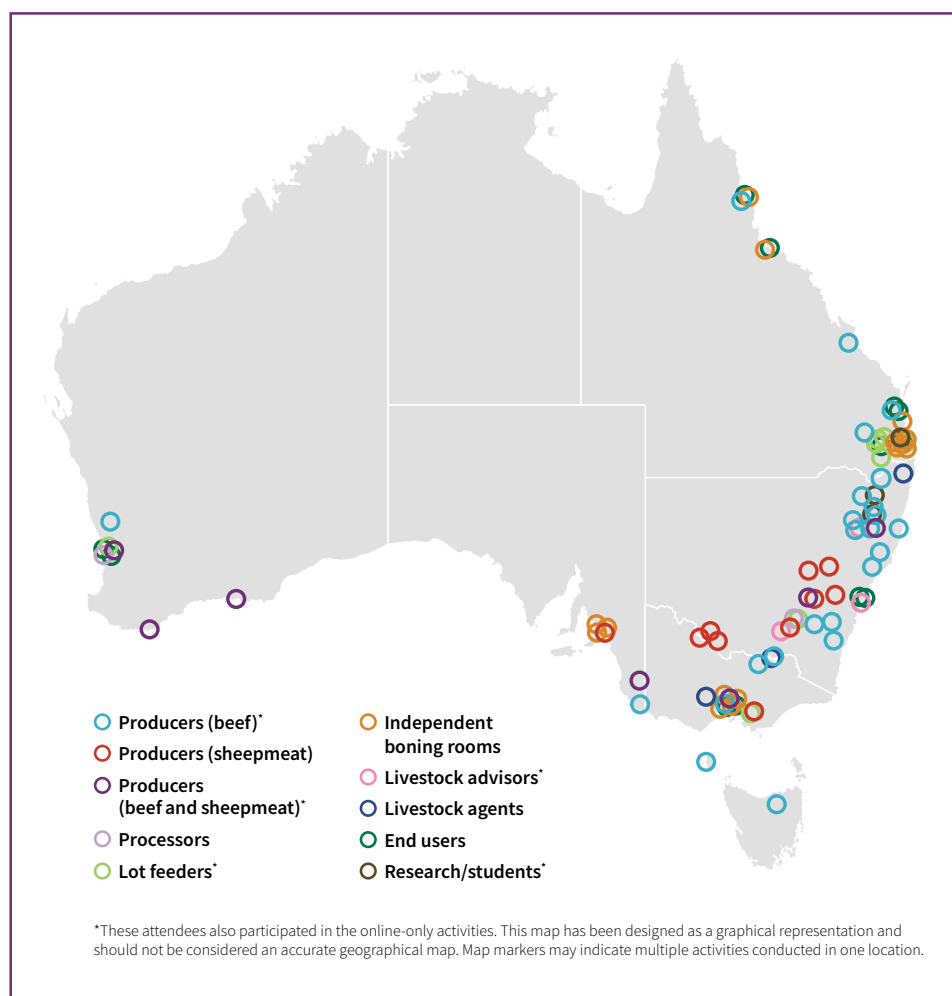 Producers (beef)*
Producers (sheepmeat)
Producers
(beef and sheepmeat)*
Processors
Lot feeders*
Independent
boning rooms
Livestock advisors*
Livestock agents
End users
Research/students*
*These attendees also participated in the online-only activities. This map has been designed as a graphical representation and
should not be considered an accurate geographical map. Map markers may indicate multiple activities conducted in one location.